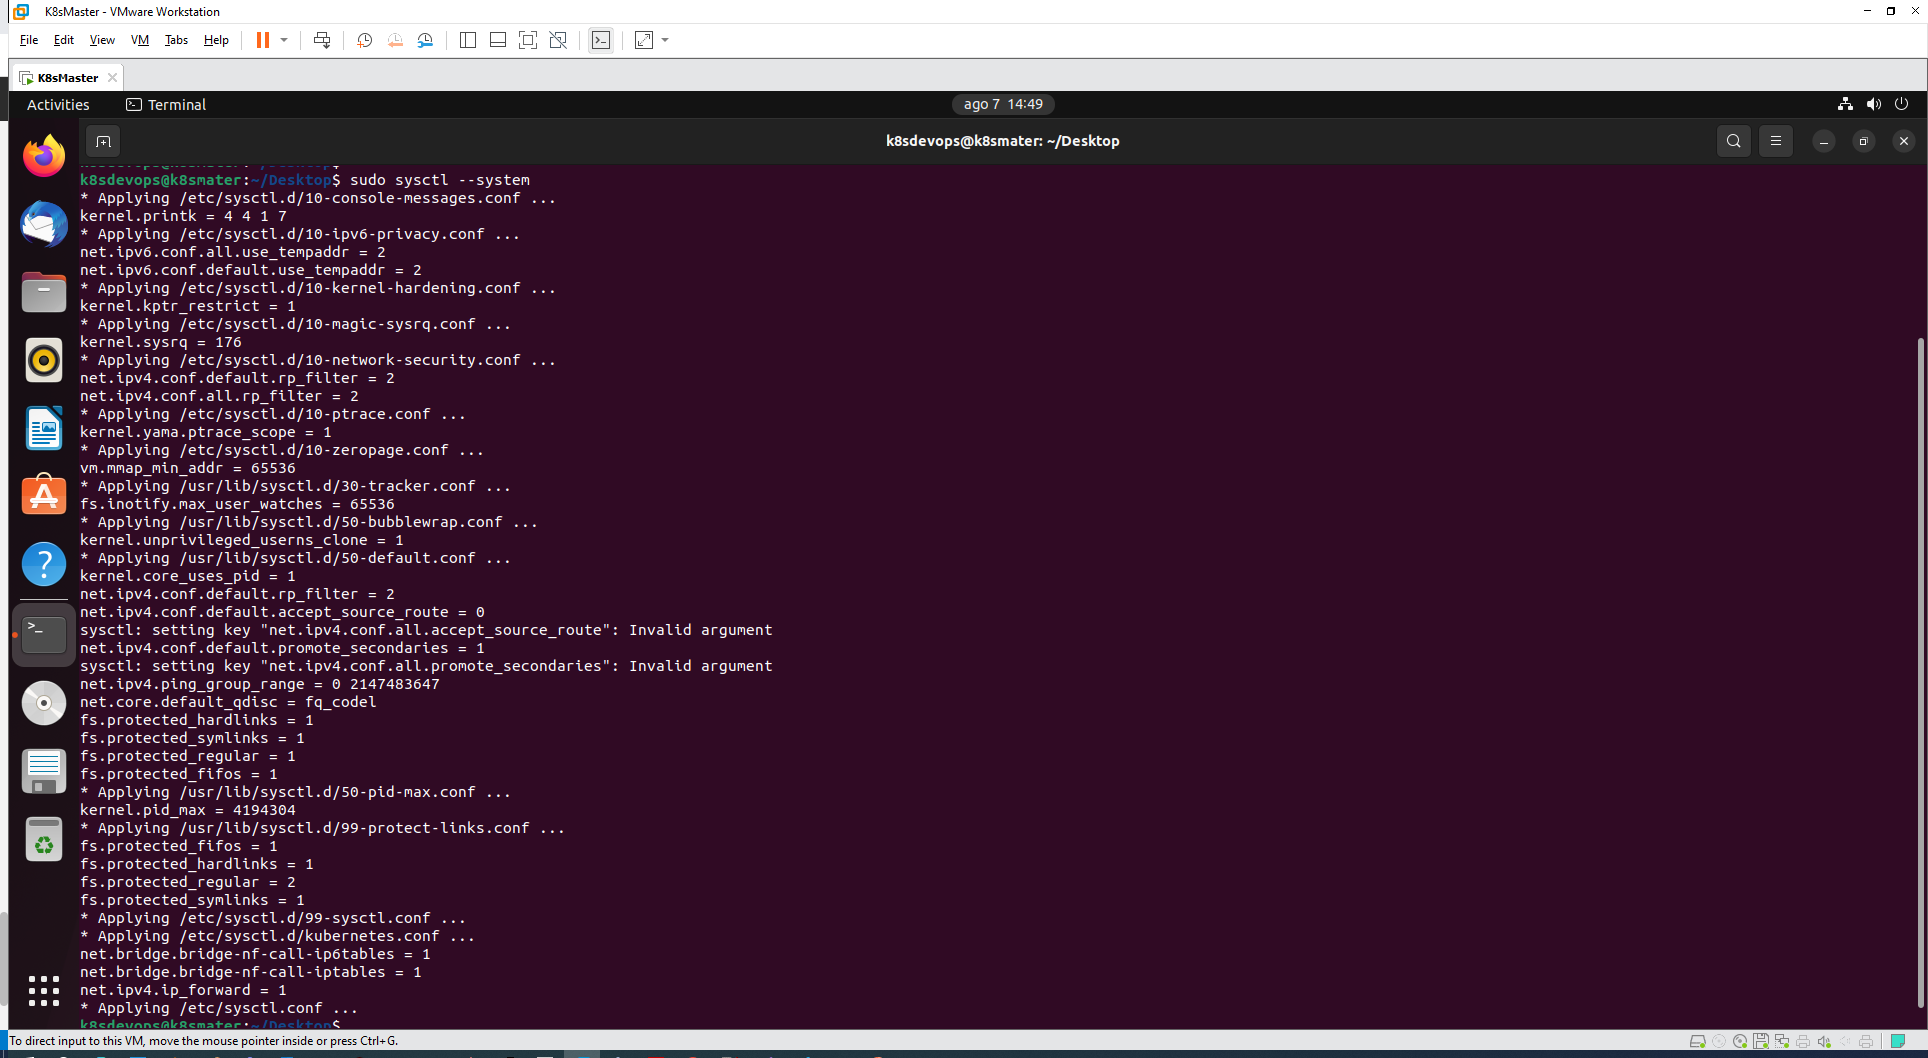 K8sMaster - VMware Workstation
File Edit View VM Tabs Help
K8sMaster
Activities Terminal ago 7 14:49
k8sdevops@k8smater: ~/Desktop
k8sdevops@k8smater:~/Desktop$ sudo sysctl --system
* Applying /etc/sysctl.d/10-console-messages.conf ...
kernel.printk = 4 4 1 7
* Applying /etc/sysctl.d/10-ipv6-privacy.conf ...
net.ipv6.conf.all.use_tempaddr = 2
net.ipv6.conf.default.use_tempaddr = 2
* Applying /etc/sysctl.d/10-kernel-hardening.conf ...
kernel.kptr_restrict = 1
* Applying /etc/sysctl.d/10-magic-sysrq.conf ...
kernel.sysrq = 176
* Applying /etc/sysctl.d/10-network-security.conf ...
net.ipv4.conf.default.rp_filter = 2
net.ipv4.conf.all.rp_filter = 2
* Applying /etc/sysctl.d/10-ptrace.conf ...
kernel.yama.ptrace_scope = 1
* Applying /etc/sysctl.d/10-zeropage.conf ...
vm.mmap_min_addr = 65536
* Applying /usr/lib/sysctl.d/30-tracker.conf ...
fs.inotify.max_user_watches = 65536
* Applying /usr/lib/sysctl.d/50-bubblewrap.conf ...
kernel.unprivileged_userns_clone = 1
* Applying /usr/lib/sysctl.d/50-default.conf ...
kernel.core_uses_pid = 1
net.ipv4.conf.default.rp_filter = 2
net.ipv4.conf.default.accept_source_route = 0
sysctl: setting key "net.ipv4.conf.all.accept_source_route": Invalid argument
net.ipv4.conf.default.promote_secondaries = 1
sysctl: setting key "net.ipv4.conf.all.promote_secondaries": Invalid argument
net.ipv4.ping_group_range = 0 2147483647
net.core.default_qdisc = fq_codel
fs.protected_hardlinks = 1
fs.protected_symlinks = 1
fs.protected_regular = 1
fs.protected_fifos = 1
* Applying /usr/lib/sysctl.d/50-pid-max.conf ...
kernel.pid_max = 4194304
* Applying /usr/lib/sysctl.d/99-protect-links.conf ...
fs.protected_fifos = 1
fs.protected_hardlinks = 1
fs.protected_regular = 2
fs.protected_symlinks = 1
* Applying /etc/sysctl.d/99-sysctl.conf ...
* Applying /etc/sysctl.d/kubernetes.conf ...
net.bridge.bridge-nf-call-ip6tables = 1
net.bridge.bridge-nf-call-iptables = 1
net.ipv4.ip_forward = 1
* Applying /etc/sysctl.conf ...
k8sdevops@k8smater:~/Desktop$
To direct input to this VM, move the mouse pointer inside or press Ctrl+G.